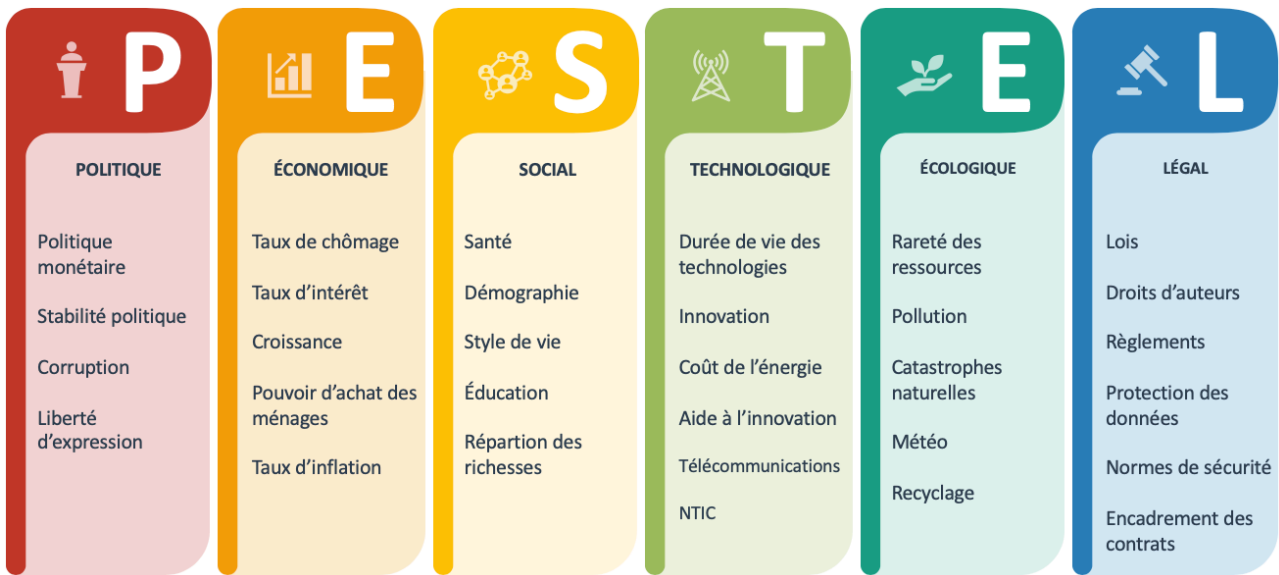 P
POLITIQUE
Politique
monétaire
Stabilité politique
Corruption
Liberté
d'expression
E
ÉCONOMIQUE
Taux de chômage
Taux d'intérêt
Croissance
Pouvoir d'achat des
ménages
Taux d'inflation
S
SOCIAL
Santé
Démographie
Style de vie
Éducation
Répartion des
richesses
T
TECHNOLOGIQUE
Durée de vie des
technologies
Innovation
Coût de l'énergie
Aide à l'innovation
Télécommunications
NTIC
E
ÉCOLOGIQUE
Rareté des
ressources
Pollution
Catastrophes
naturelles
Météo
Recyclage
L
LÉGAL
Lois
Droits d'auteurs
Règlements
Protection des
données
Normes de sécurité
Encadrement des
contrats